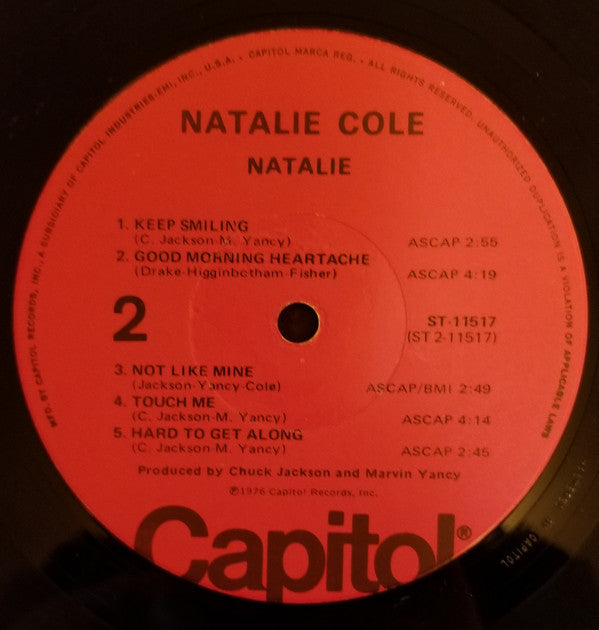 MFG. BY CAPITOL RECORDS, INC., A SUBSIDIARY OF CAPITOL INDUSTRIES-EMI, INC., U.S.A. • CAPITOL MARCA REG. • ALL RIGHTS RESERVED. UNAUTHORIZED DUPLICATION IS A VIOLATION OF APPLICABLE LAWS
NATALIE COLE
NATALIE
1. KEEP SMILING
(C. Jackson-M. Yancy) ASCAP 2:55
2. GOOD MORNING HEARTACHE
(Drake-Higginbotham-Fisher) ASCAP 4:19
2
ST-11517
(ST 2-11517)
3. NOT LIKE MINE
(Jackson-Yancy-Cole) ASCAP/BMI 2:49
4. TOUCH ME
(C. Jackson-M. Yancy) ASCAP 4:14
5. HARD TO GET ALONG
(C. Jackson-M. Yancy) ASCAP 2:45
Produced by Chuck Jackson and Marvin Yancy
℗1976 Capitol Records, Inc.
Capitol®
CAPITOL